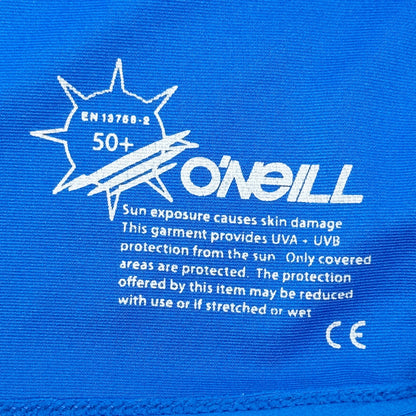 EN 13758-2
50+
O'NEILL
Sun exposure causes skin damage
This garment provides UVA + UVB
protection from the sun. Only covered
areas are protected. The protection
offered by this item may be reduced
with use or if stretched or wet
CE